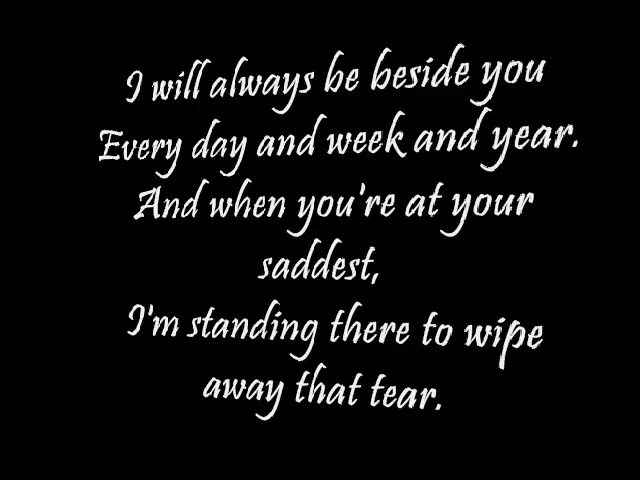 I will always be beside you
Every day and week and year.
And when you're at your
saddest,
I'm standing there to wipe
away that tear.